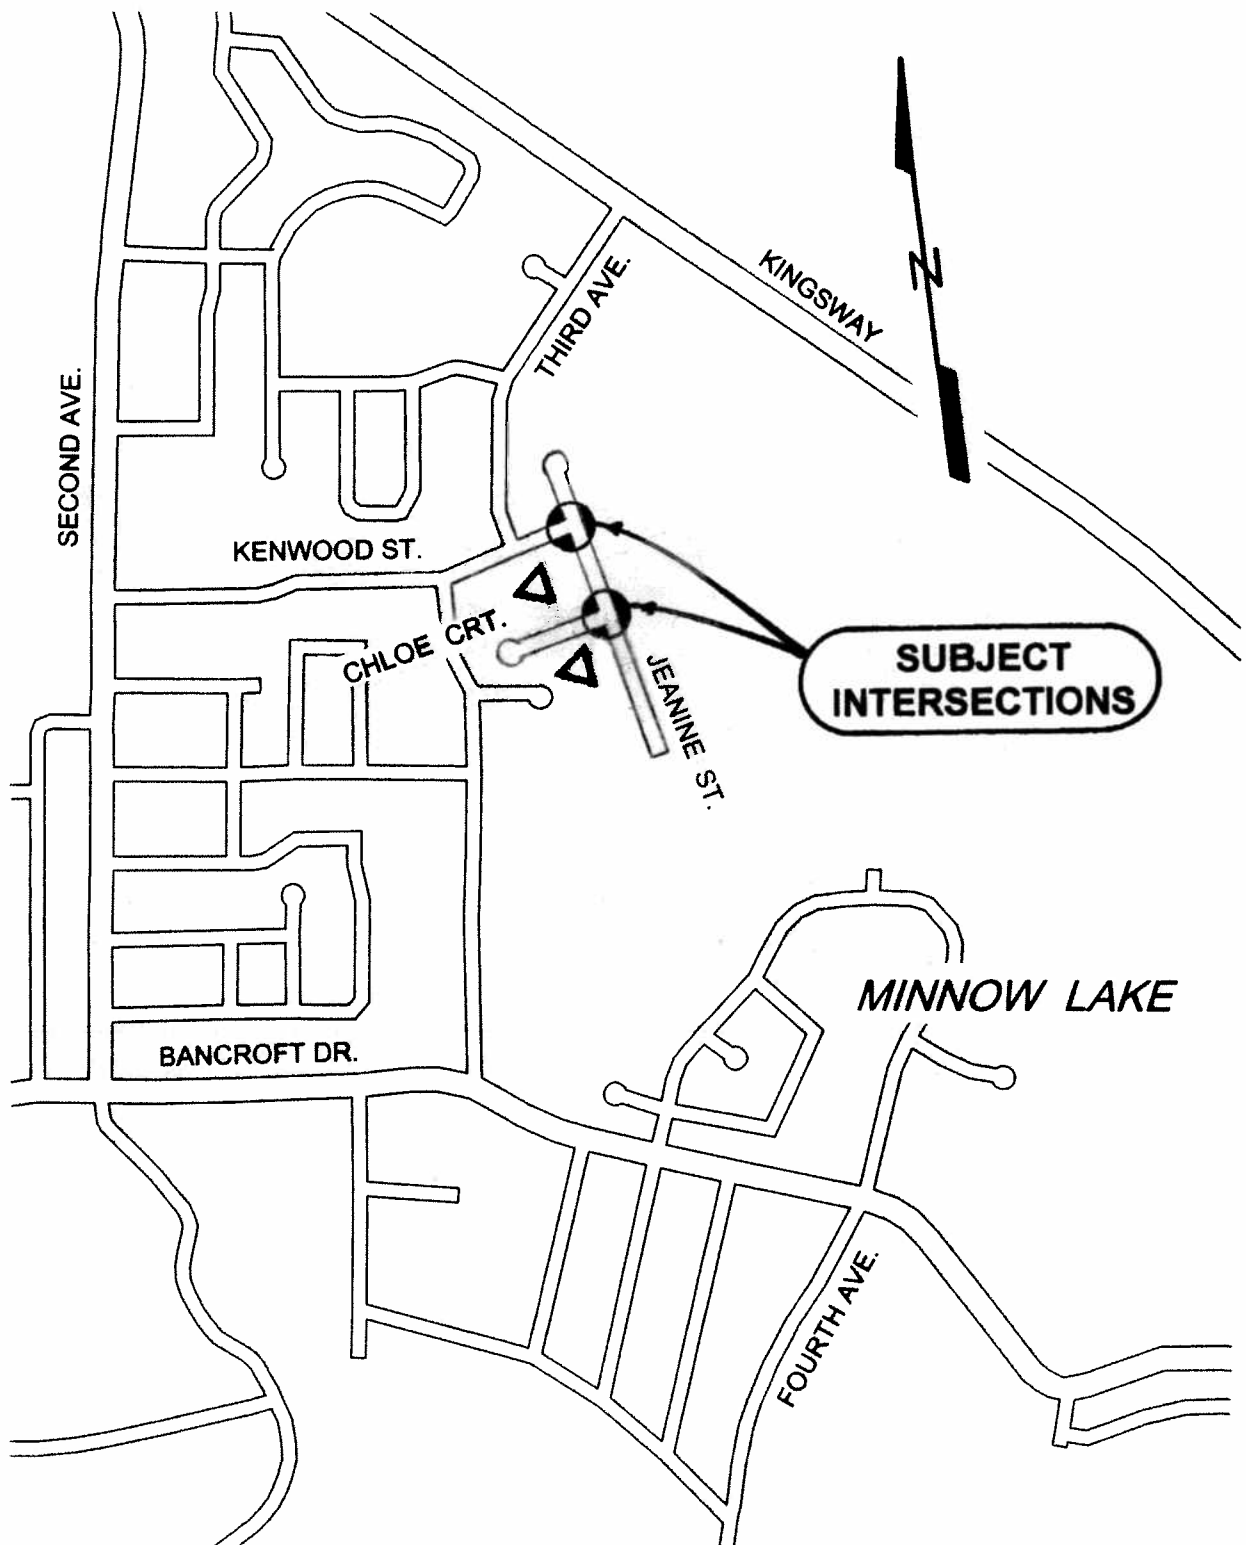 N
KINGSWAY
THIRD AVE.
SECOND AVE.
KENWOOD ST.
CHLOE CRT.
JEANINE ST.
SUBJECT
INTERSECTIONS
MINNOW LAKE
BANCROFT DR.
FOURTH AVE.